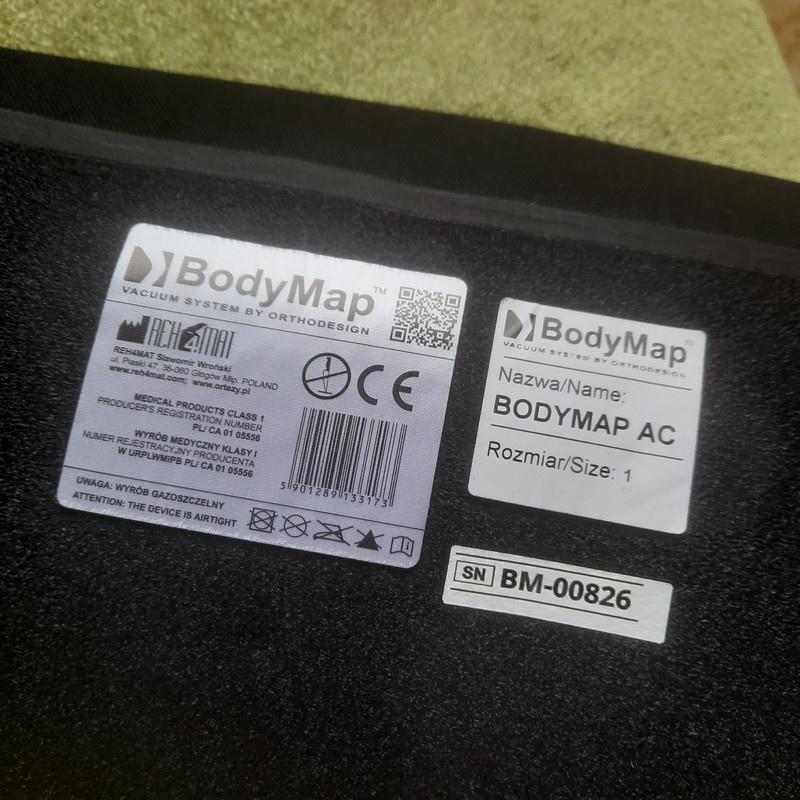 BodyMap™
VACUUM SYSTEM BY ORTHODESIGN
REH4MAT
REH4MAT Sławomir Wroński
ul. Piaski 47, 36-060 Głogów Młp. POLAND
www.reh4mat.com; www.ortezy.pl
MEDICAL PRODUCTS CLASS 1
PRODUCER'S REGISTRATION NUMBER
PL/ CA 01 05556
WYRÓB MEDYCZNY KLASY I
NUMER REJESTRACYJNY PRODUCENTA
W URPLWMiPB PL/ CA 01 05556
CE
5 901289 133173
UWAGA: WYRÓB GAZOSZCZELNY
ATTENTION: THE DEVICE IS AIRTIGHT
BodyMap™
VACUUM SYSTEM BY ORTHODESIGN
Nazwa/Name:
BODYMAP AC
Rozmiar/Size: 1
SN BM-00826